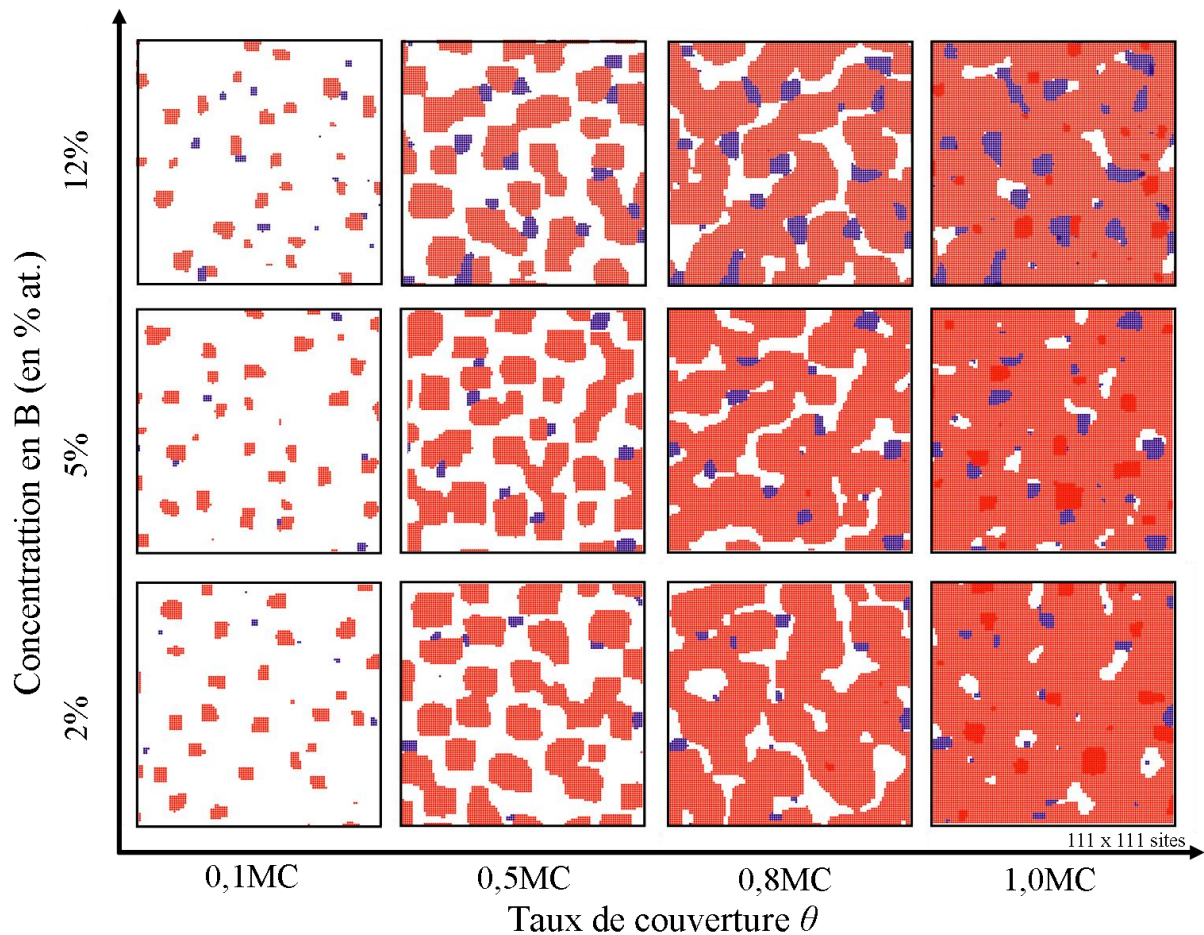 Concentrattion en B (en % at.)
12%
5%
2%
111 x 111 sites
0,1MC
0,5MC
0,8MC
1,0MC
Taux de couverture θ